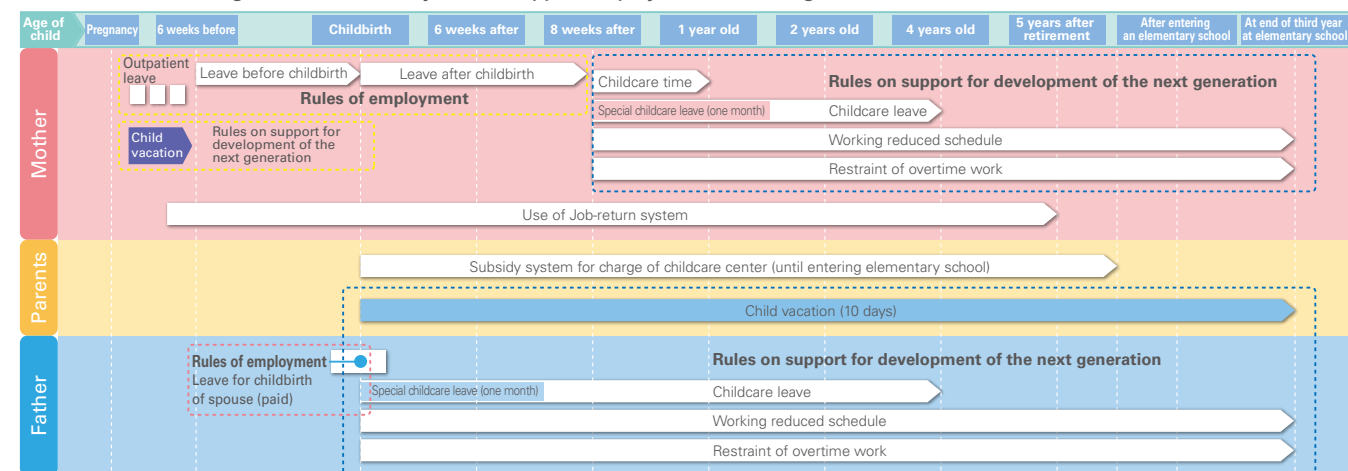 Age of
child
Pregnancy
6 weeks before
Childbirth
6 weeks after
8 weeks after
1 year old
2 years old
4 years old
5 years after
retirement
After entering
an elementary school
At end of third year
at elementary school
Mother
Outpatient
leave
Leave before childbirth
Leave after childbirth
Rules of employment
Child
vacation
Rules on support for
development of the
next generation
Childcare time
Rules on support for development of the next generation
Special childcare leave (one month)
Childcare leave
Working reduced schedule
Restraint of overtime work
Use of Job-return system
Parents
Subsidy system for charge of childcare center (until entering elementary school)
Child vacation (10 days)
Father
Rules of employment
Leave for childbirth
of spouse (paid)
Rules on support for development of the next generation
Special childcare leave (one month)
Childcare leave
Working reduced schedule
Restraint of overtime work